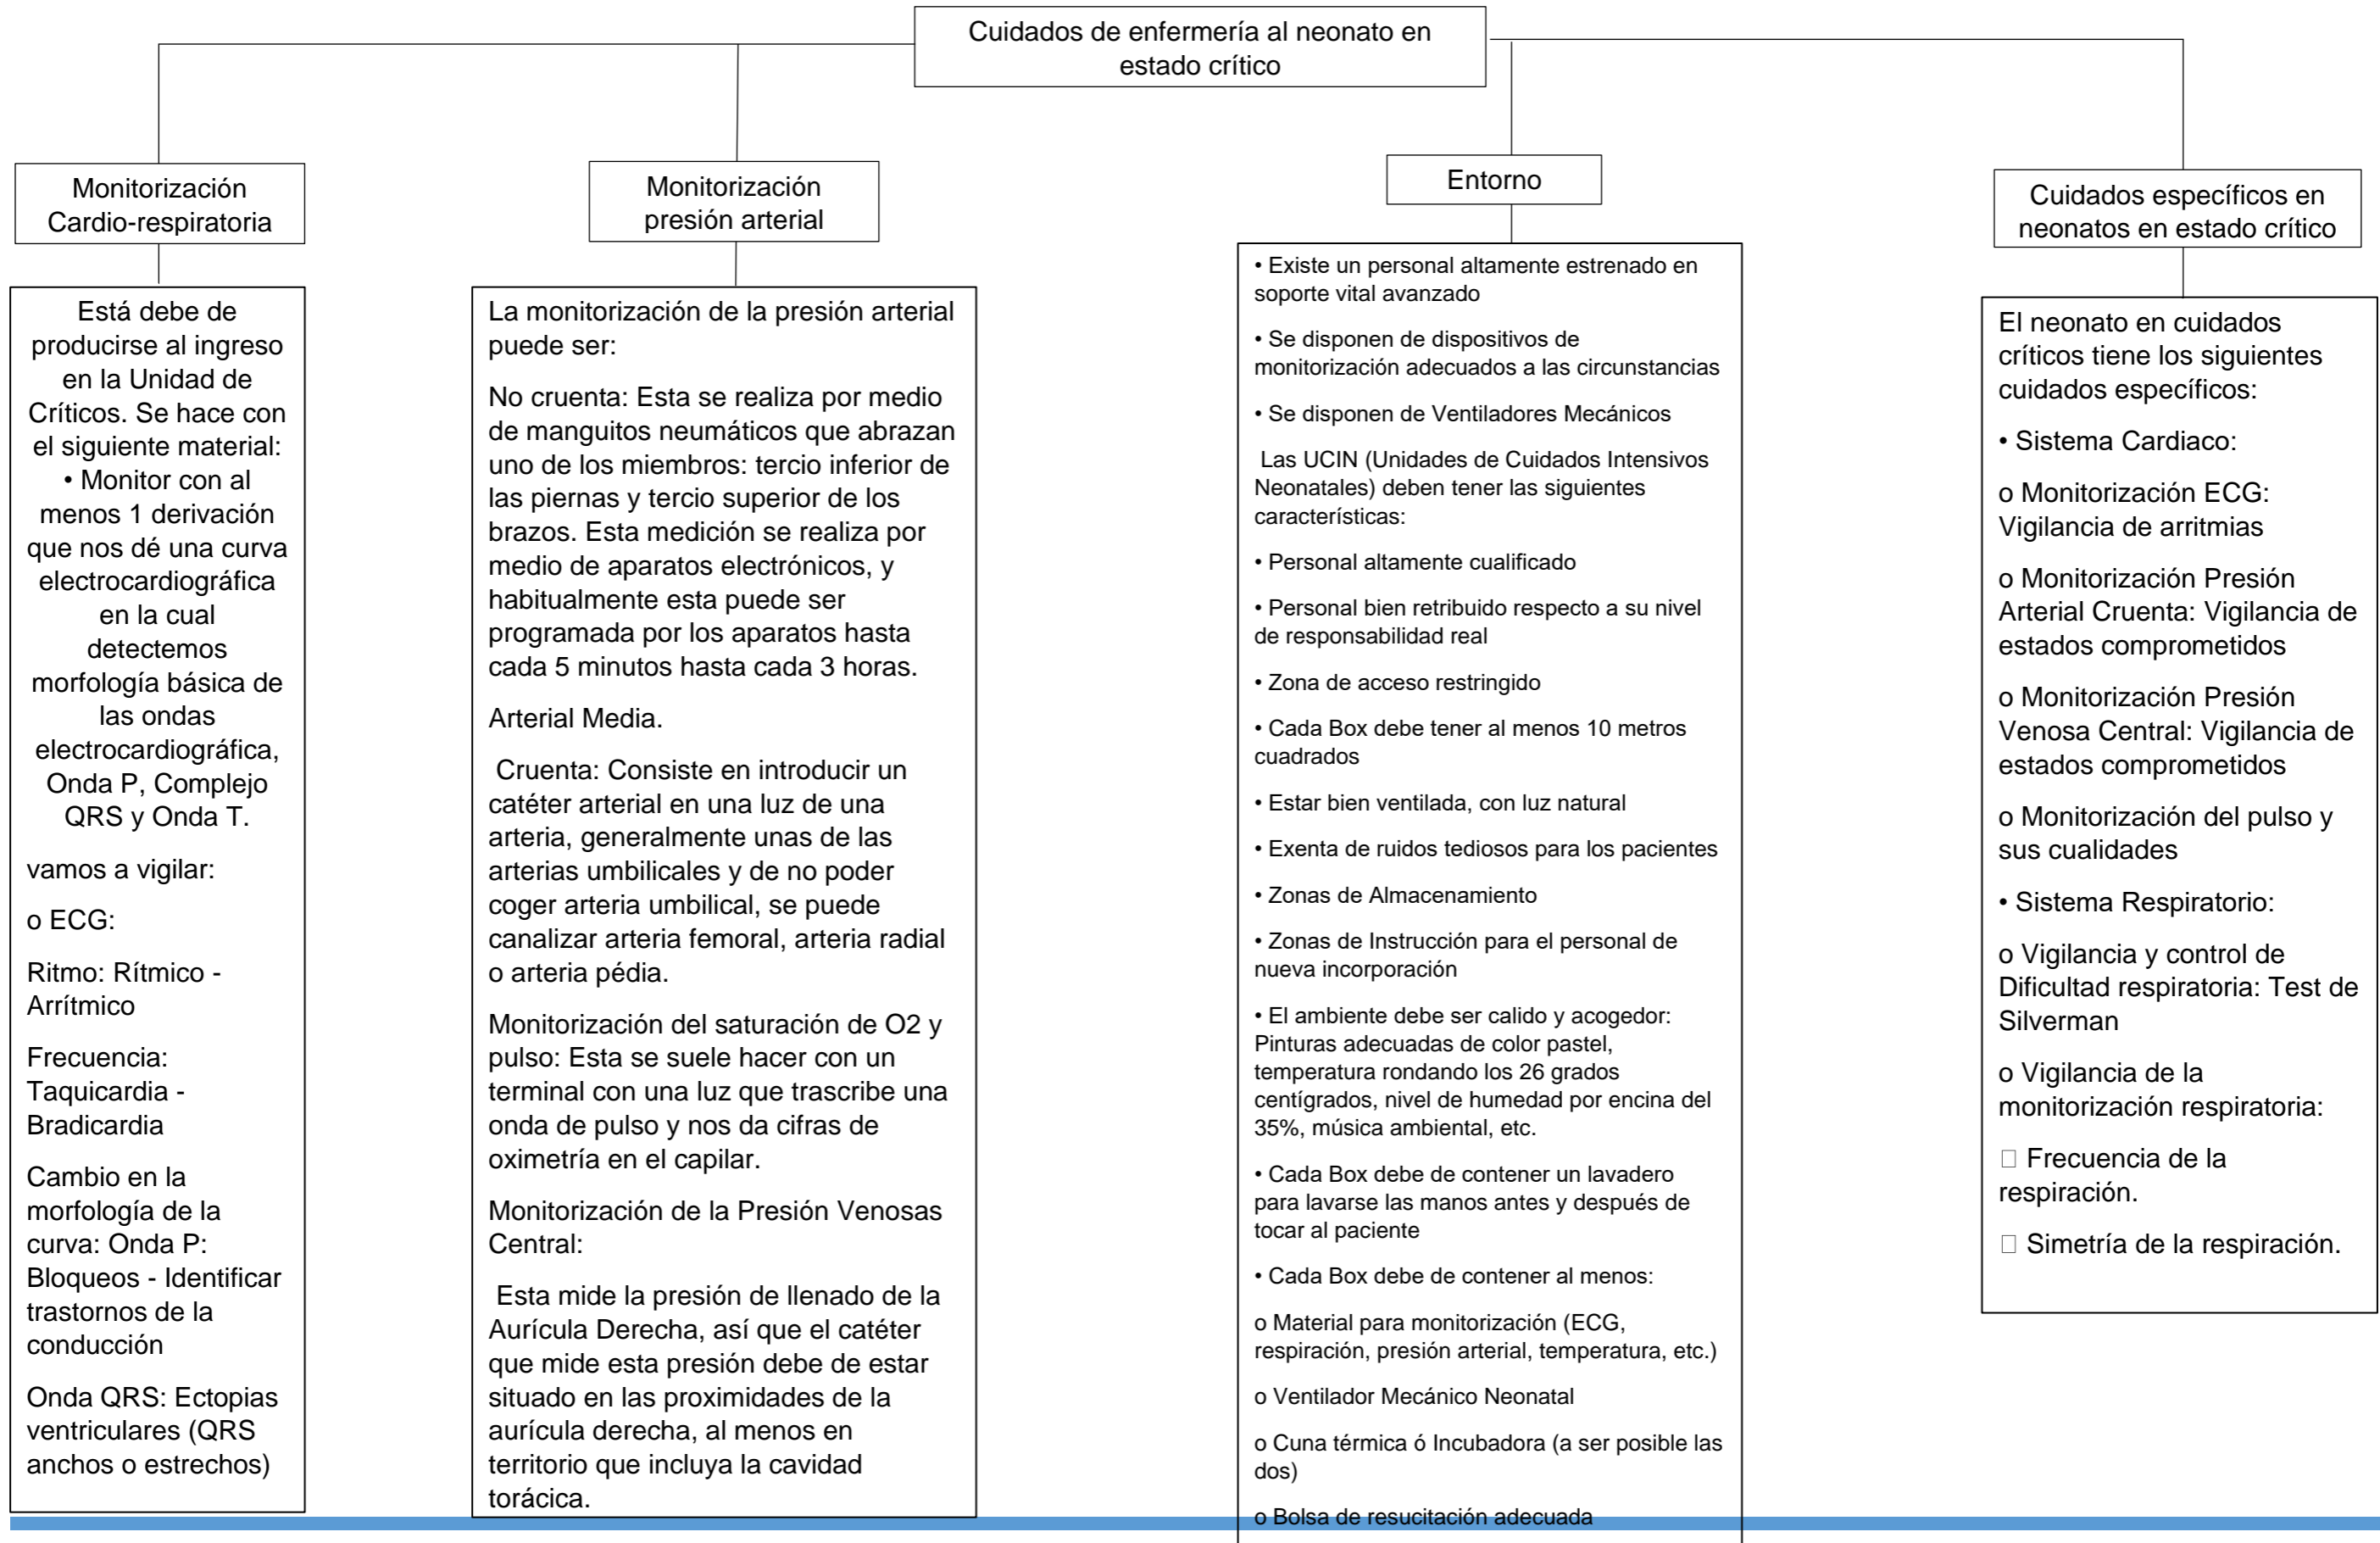 Cuidados de enfermería al neonato en
estado crítico
Monitorización
Cardio-respiratoria
Está debe de
producirse al ingreso
en la Unidad de
Críticos. Se hace con
el siguiente material:
• Monitor con al
menos 1 derivación
que nos dé una curva
electrocardiográfica
en la cual
detectemos
morfología básica de
las ondas
electrocardiográfica,
Onda P, Complejo
QRS y Onda T.
vamos a vigilar:
o ECG:
Ritmo: Rítmico -
Arrítmico
Frecuencia:
Taquicardia -
Bradicardia
Cambio en la
morfología de la
curva: Onda P:
Bloqueos - Identificar
trastornos de la
conducción
Onda QRS: Ectopias
ventriculares (QRS
anchos o estrechos)
Monitorización
presión arterial
La monitorización de la presión arterial
puede ser:
No cruenta: Esta se realiza por medio
de manguitos neumáticos que abrazan
uno de los miembros: tercio inferior de
las piernas y tercio superior de los
brazos. Esta medición se realiza por
medio de aparatos electrónicos, y
habitualmente esta puede ser
programada por los aparatos hasta
cada 5 minutos hasta cada 3 horas.
Arterial Media.
Cruenta: Consiste en introducir un
catéter arterial en una luz de una
arteria, generalmente unas de las
arterias umbilicales y de no poder
coger arteria umbilical, se puede
canalizar arteria femoral, arteria radial
o arteria pédia.
Monitorización del saturación de O2 y
pulso: Esta se suele hacer con un
terminal con una luz que trascribe una
onda de pulso y nos da cifras de
oximetría en el capilar.
Monitorización de la Presión Venosas
Central:
Esta mide la presión de llenado de la
Aurícula Derecha, así que el catéter
que mide esta presión debe de estar
situado en las proximidades de la
aurícula derecha, al menos en
territorio que incluya la cavidad
torácica.
Entorno
• Existe un personal altamente estrenado en
soporte vital avanzado
• Se disponen de dispositivos de
monitorización adecuados a las circunstancias
• Se disponen de Ventiladores Mecánicos
Las UCIN (Unidades de Cuidados Intensivos
Neonatales) deben tener las siguientes
características:
• Personal altamente cualificado
• Personal bien retribuido respecto a su nivel
de responsabilidad real
• Zona de acceso restringido
• Cada Box debe tener al menos 10 metros
cuadrados
• Estar bien ventilada, con luz natural
• Exenta de ruidos tediosos para los pacientes
• Zonas de Almacenamiento
• Zonas de Instrucción para el personal de
nueva incorporación
• El ambiente debe ser calido y acogedor:
Pinturas adecuadas de color pastel,
temperatura rondando los 26 grados
centígrados, nivel de humedad por encina del
35%, música ambiental, etc.
• Cada Box debe de contener un lavadero
para lavarse las manos antes y después de
tocar al paciente
• Cada Box debe de contener al menos:
o Material para monitorización (ECG,
respiración, presión arterial, temperatura, etc.)
o Ventilador Mecánico Neonatal
o Cuna térmica ó Incubadora (a ser posible las
dos)
o Bolsa de resucitación adecuada
Cuidados específicos en
neonatos en estado crítico
El neonato en cuidados
críticos tiene los siguientes
cuidados específicos:
• Sistema Cardiaco:
o Monitorización ECG:
Vigilancia de arritmias
o Monitorización Presión
Arterial Cruenta: Vigilancia de
estados comprometidos
o Monitorización Presión
Venosa Central: Vigilancia de
estados comprometidos
o Monitorización del pulso y
sus cualidades
• Sistema Respiratorio:
o Vigilancia y control de
Dificultad respiratoria: Test de
Silverman
o Vigilancia de la
monitorización respiratoria:
□ Frecuencia de la
respiración.
□ Simetría de la respiración.